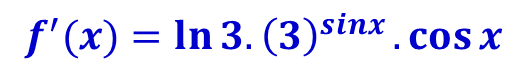 f'(x) = ln 3. (3)^{sinx} . cos x